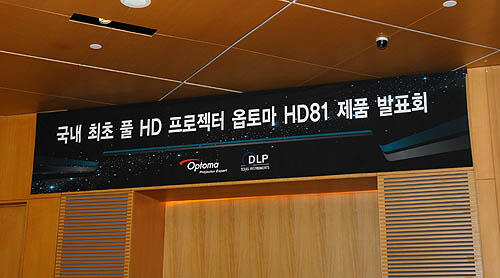 국내 최초 풀 HD 프로젝터 옵토마 HD81 제품 발표회
Optoma DLP
Projector Expert TEXAS INSTRUMENTS